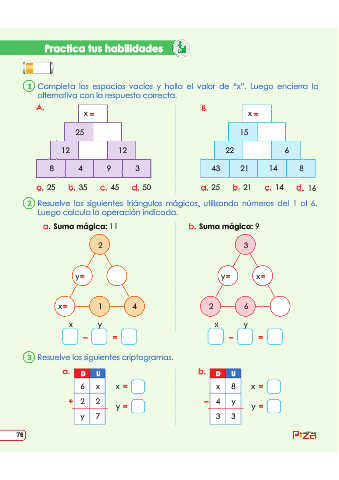 Practica tus habilidades
1 Completa los espacios vacíos y halla el valor de "x". Luego encierra la
alternativa con la respuesta correcta.
A.
x =
25
12 12
8 4 9 3
a. 25 b. 35 c. 45 d. 50
B.
x =
15
22 6
43 21 14 8
a. 25 b. 21 c. 14 d. 16
2 Resuelve los siguientes triángulos mágicos, utilizando números del 1 al 6.
Luego calcula la operación indicada.
a. Suma mágica: 11
2
y=
x= 1 4
x y
- =
b. Suma mágica: 9
3
y= x=
2 6
x y
- =
3 Resuelve los siguientes criptogramas.
a. D U
6 x x =
+ 2 2
y = 
y 7
b. D U
x 8 x =
- 4 y
y =
3 3
76